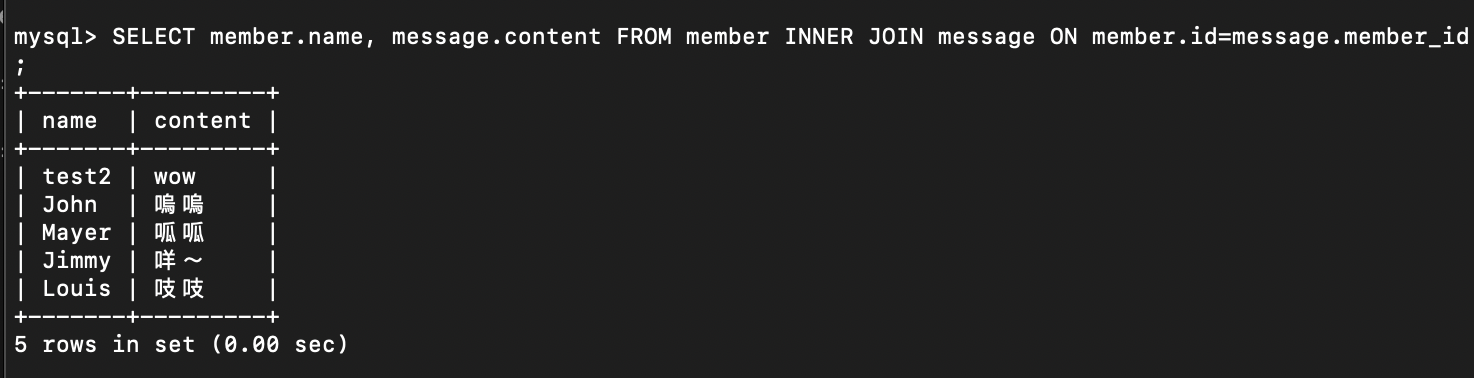 mysql> SELECT member.name, message.content FROM member INNER JOIN message ON member.id=message.member_id
;
+-------+---------+
| name  | content |
+-------+---------+
| test2 | wow     |
| John  | 嗚嗚    |
| Mayer | 呱呱    |
| Jimmy | 咩～    |
| Louis | 吱吱    |
+-------+---------+
5 rows in set (0.00 sec)